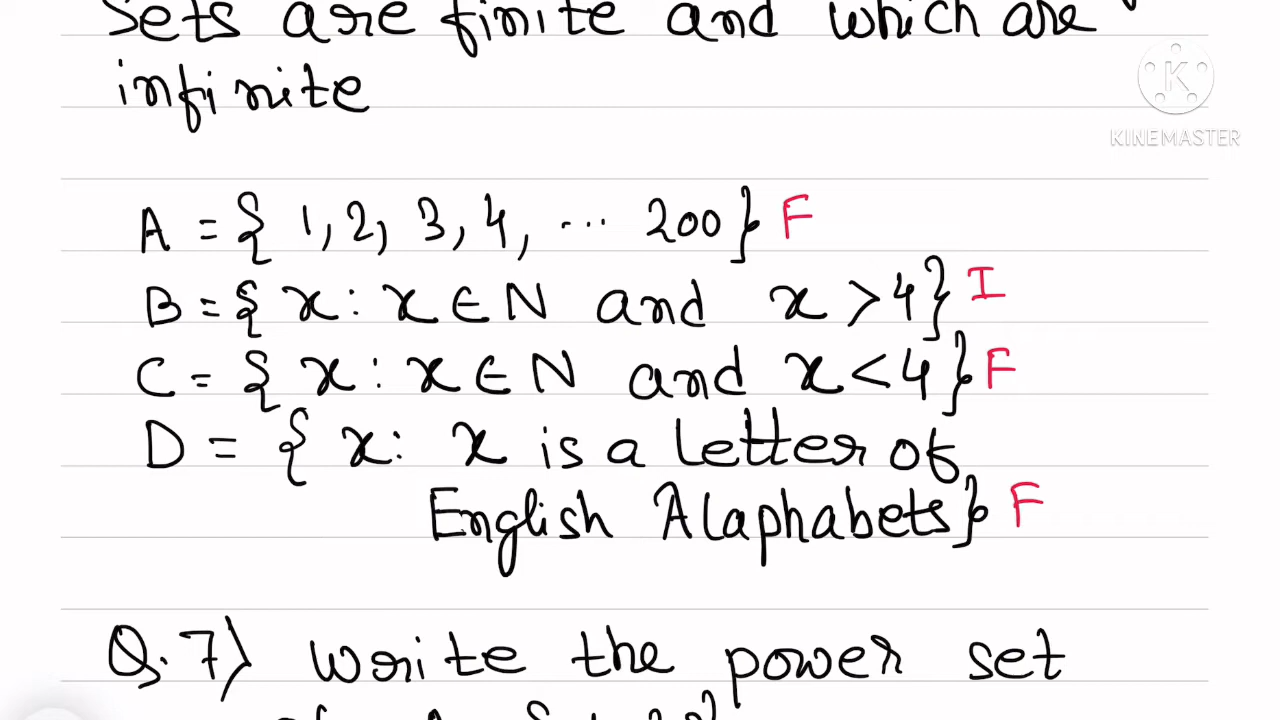 sets are finite and which are
infinite
KINEMASTER
A = { 1, 2, 3, 4, ... 200} F
B = { x : x ∈ N and x > 4} I
C = { x : x ∈ N and x < 4} F
D = { x : x is a letter of
English Alaphabets} F
Q.7) Write the power set